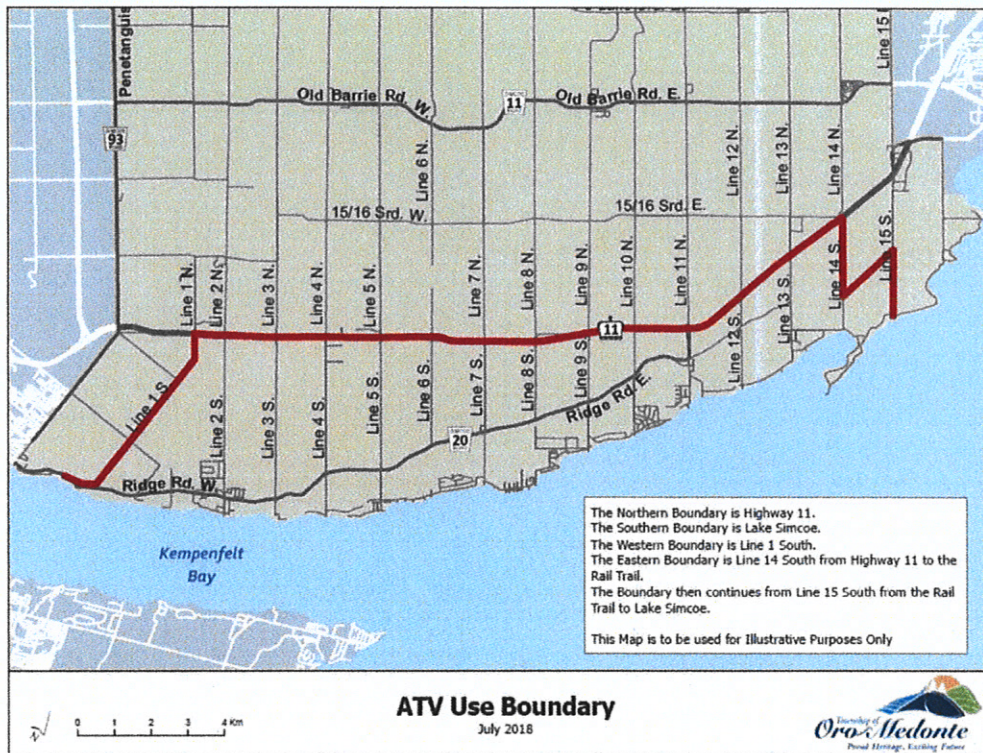 Penetanguis
Line 15 N
Old Barrie Rd. W.
11
Old Barrie Rd. E.
93
Line 6 N.
Line 12 N.
Line 13 N.
Line 14 N.
15/16 Srd. W.
15/16 Srd. E.
Line 1 N.
Line 2 N.
Line 3 N.
Line 4 N.
Line 5 N.
Line 7 N.
Line 8 N.
Line 9 N.
Line 10 N.
Line 11 N.
11
Line 14 S.
Line 15 S.
Line 1 S.
Line 2 S.
Line 3 S.
Line 4 S.
Line 5 S.
Line 6 S.
Line 7 S.
Line 8 S.
Line 9 S.
Line 12 S.
Line 13 S.
Ridge Rd. E.
20
Ridge Rd. W.
Kempenfelt
Bay
The Northern Boundary is Highway 11.
The Southern Boundary is Lake Simcoe.
The Western Boundary is Line 1 South.
The Eastern Boundary is Line 14 South from Highway 11 to the
Rail Trail.
The Boundary then continues from Line 15 South from the Rail
Trail to Lake Simcoe.
This Map is to be used for Illustrative Purposes Only
N
0 1 2 3 4 Km
ATV Use Boundary
July 2018
Township of
Oro-Medonte
Proud Heritage, Exciting Future